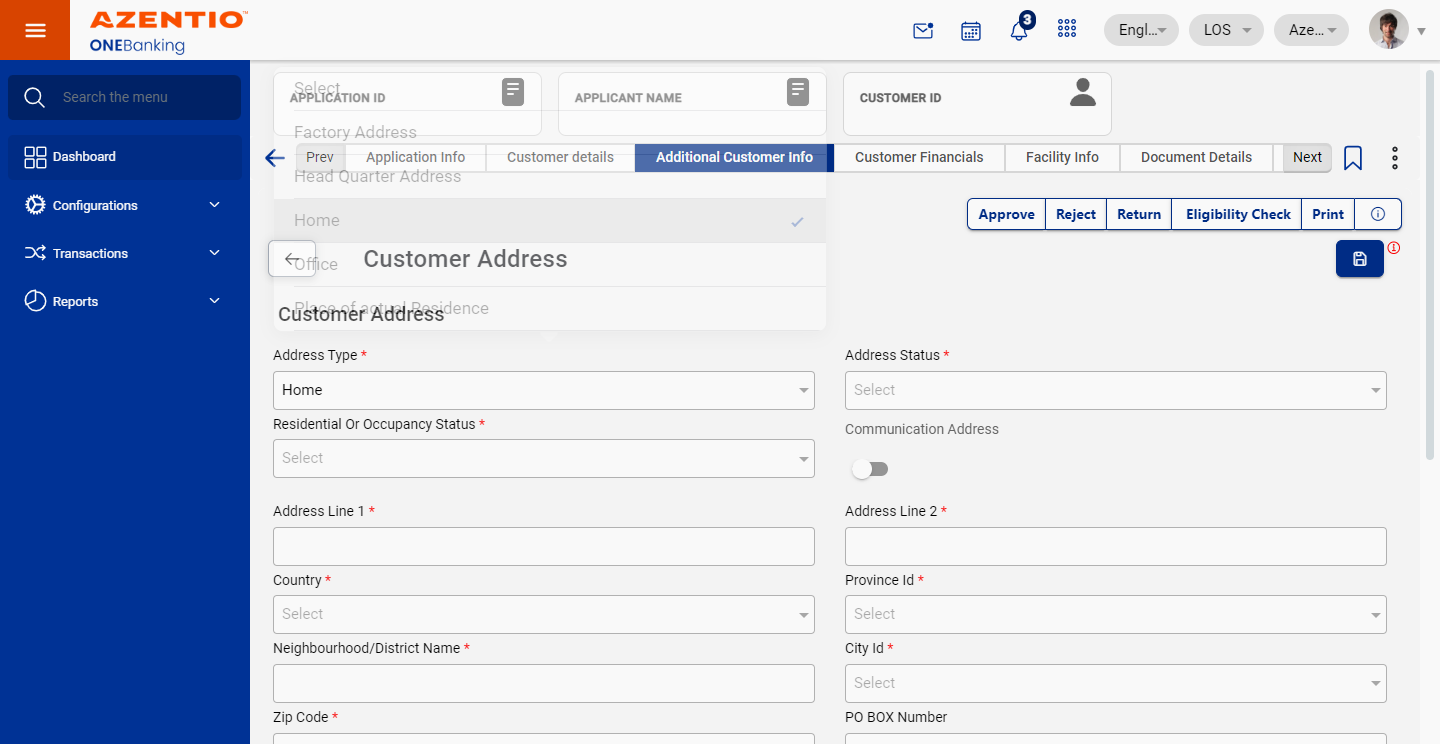 AZENTIO™
ONEBanking
3
Engl...
LOS
Aze...
Search the menu
Dashboard
Configurations
Transactions
Reports
Select
APPLICATION ID
APPLICANT NAME
CUSTOMER ID
Factory Address
Prev
Application Info
Customer details
Additional Customer Info
Customer Financials
Facility Info
Document Details
Next
Head Quarter Address
Approve
Reject
Return
Eligibility Check
Print
Home
Office
Customer Address
Place of actual Residence
Customer Address
Address Type *
Address Status *
Home
Select
Residential Or Occupancy Status *
Communication Address
Select
Address Line 1 *
Address Line 2 *
Country *
Province Id *
Select
Select
Neighbourhood/District Name *
City Id *
Select
Zip Code *
PO BOX Number